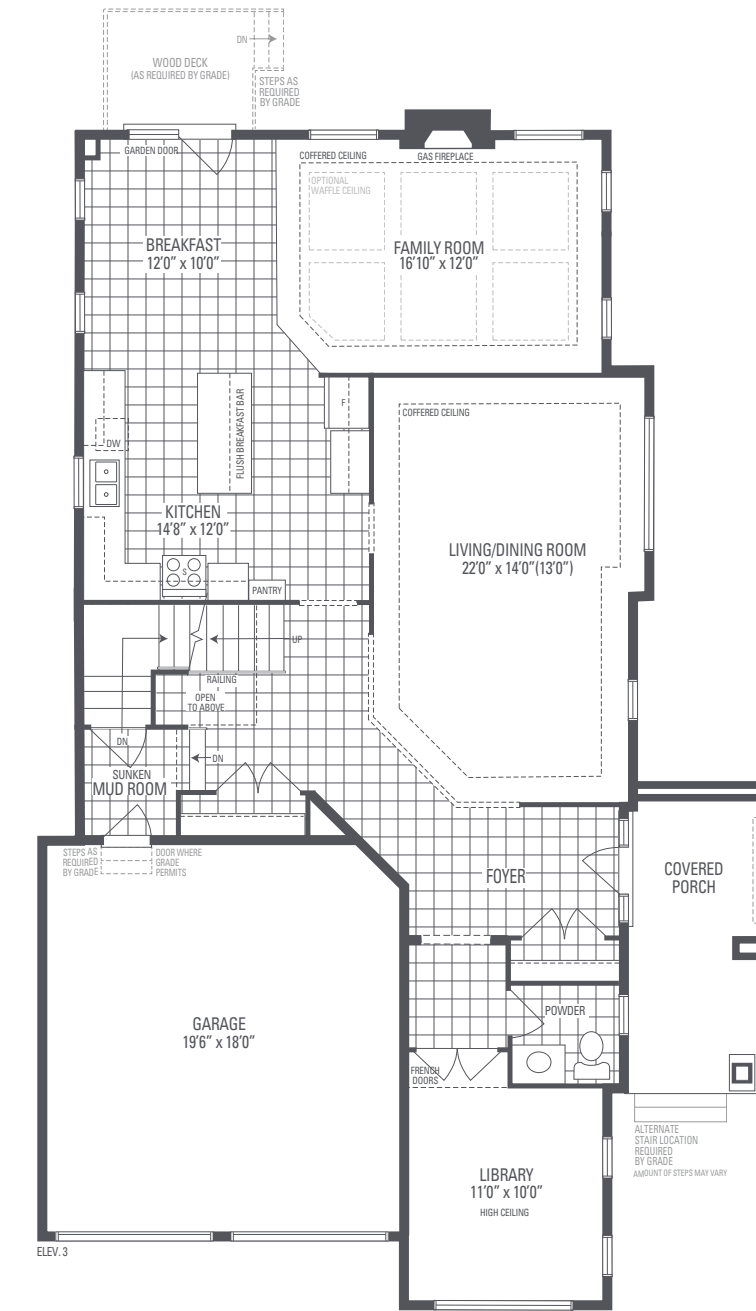 DN
WOOD DECK
(AS REQUIRED BY GRADE)
STEPS AS
REQUIRED
BY GRADE
GARDEN DOOR
COFFERED CEILING
GAS FIREPLACE
OPTIONAL
WAFFLE CEILING
BREAKFAST
12'0" x 10'0"
FAMILY ROOM
16'10" x 12'0"
F
FLUSH BREAKFAST BAR
COFFERED CEILING
DW
KITCHEN
14'8" x 12'0"
LIVING/DINING ROOM
22'0" x 14'0"(13'0")
S
PANTRY
UP
RAILING
OPEN
TO ABOVE
DN
DN
SUNKEN
MUD ROOM
STEPS AS
REQUIRED
BY GRADE
DOOR WHERE
GRADE
PERMITS
FOYER
COVERED
PORCH
GARAGE
19'6" x 18'0"
POWDER
FRENCH
DOORS
ALTERNATE
STAIR LOCATION
REQUIRED
BY GRADE
AMOUNT OF STEPS MAY VARY
LIBRARY
11'0" x 10'0"
HIGH CEILING
ELEV. 3